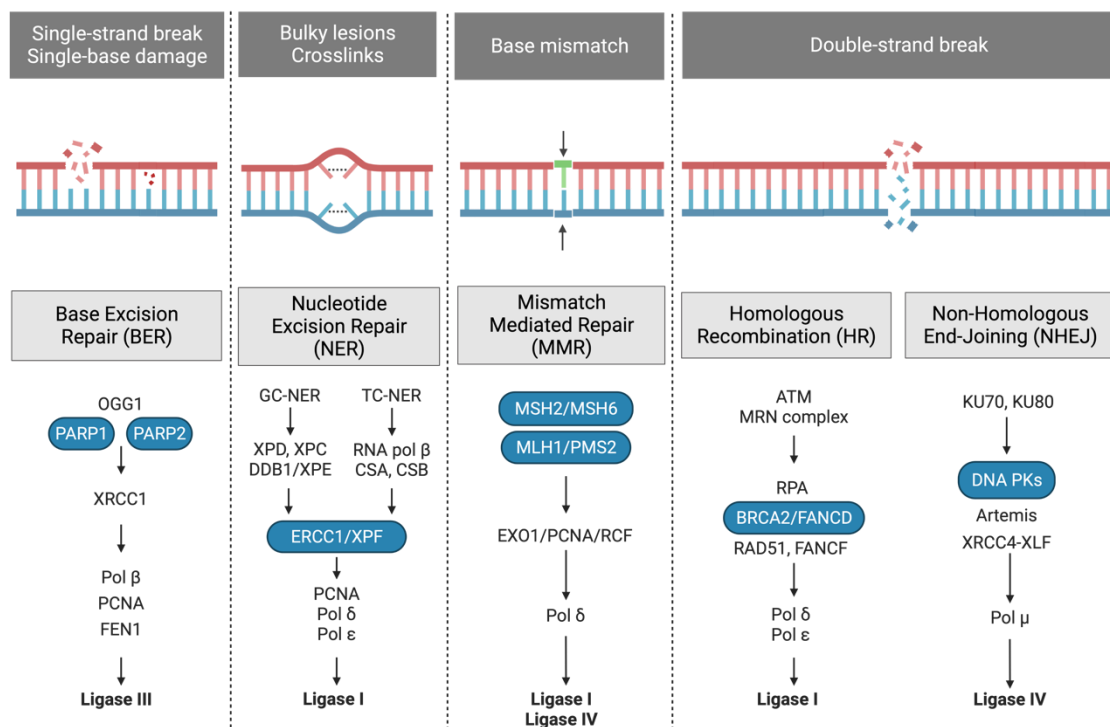 Single-strand break
Single-base damage
Bulky lesions
Crosslinks
Base mismatch
Double-strand break
Base Excision
Repair (BER)
Nucleotide
Excision Repair
(NER)
Mismatch
Mediated Repair
(MMR)
Homologous
Recombination (HR)
Non-Homologous
End-Joining (NHEJ)
OGG1
PARP1
PARP2
XRCC1
Pol β
PCNA
FEN1
Ligase III
GC-NER
TC-NER
XPD, XPC
DDB1/XPE
RNA pol β
CSA, CSB
ERCC1/XPF
PCNA
Pol δ
Pol ε
Ligase I
MSH2/MSH6
MLH1/PMS2
EXO1/PCNA/RCF
Pol δ
Ligase I
Ligase IV
ATM
MRN complex
RPA
BRCA2/FANCD
RAD51, FANCF
Pol δ
Pol ε
Ligase I
KU70, KU80
DNA PKs
Artemis
XRCC4-XLF
Pol μ
Ligase IV